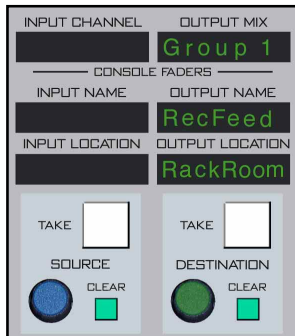 INPUT CHANNEL OUTPUT MIX
Group 1
CONSOLE FADERS
INPUT NAME OUTPUT NAME
RecFeed
INPUT LOCATION OUTPUT LOCATION
RackRoom
TAKE TAKE
SOURCE DESTINATION
CLEAR CLEAR